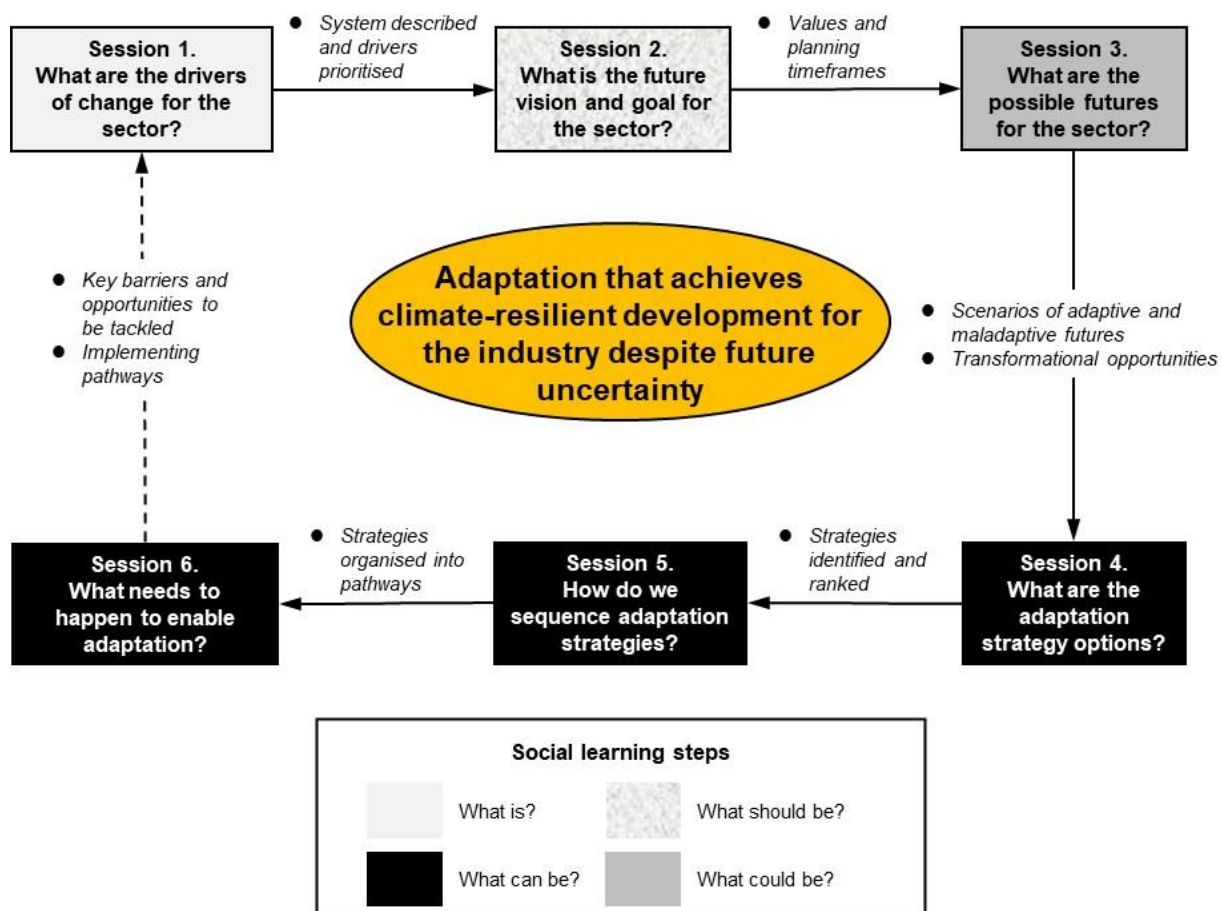 Session 1.
What are the drivers
of change for the
sector?
● System described
and drivers
prioritised
Session 2.
What is the future
vision and goal for
the sector?
● Values and
planning
timeframes
Session 3.
What are the
possible futures
for the sector?
● Key barriers and
opportunities to
be tackled
● Implementing
pathways
Adaptation that achieves
climate-resilient development for
the industry despite future
uncertainty
● Scenarios of adaptive and
maladaptive futures
● Transformational opportunities
Session 6.
What needs to
happen to enable
adaptation?
● Strategies
organised into
pathways
Session 5.
How do we
sequence adaptation
strategies?
● Strategies
identified and
ranked
Session 4.
What are the
adaptation
strategy options?
Social learning steps
What is?
What should be?
What can be?
What could be?